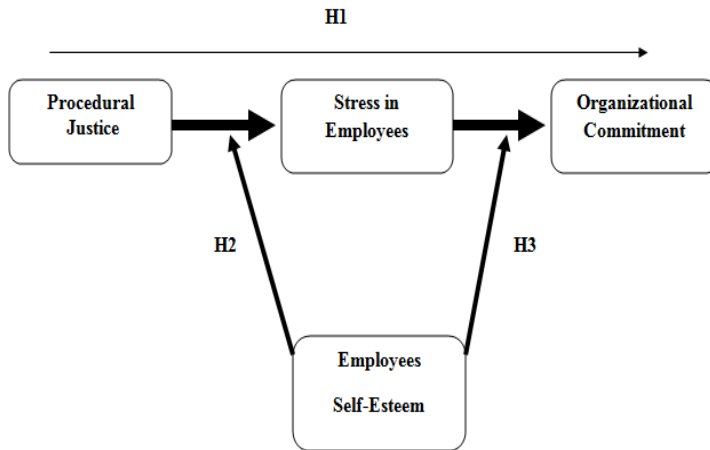 H1
Procedural
Justice
Stress in
Employees
Organizational
Commitment
H2
H3
Employees
Self-Esteem